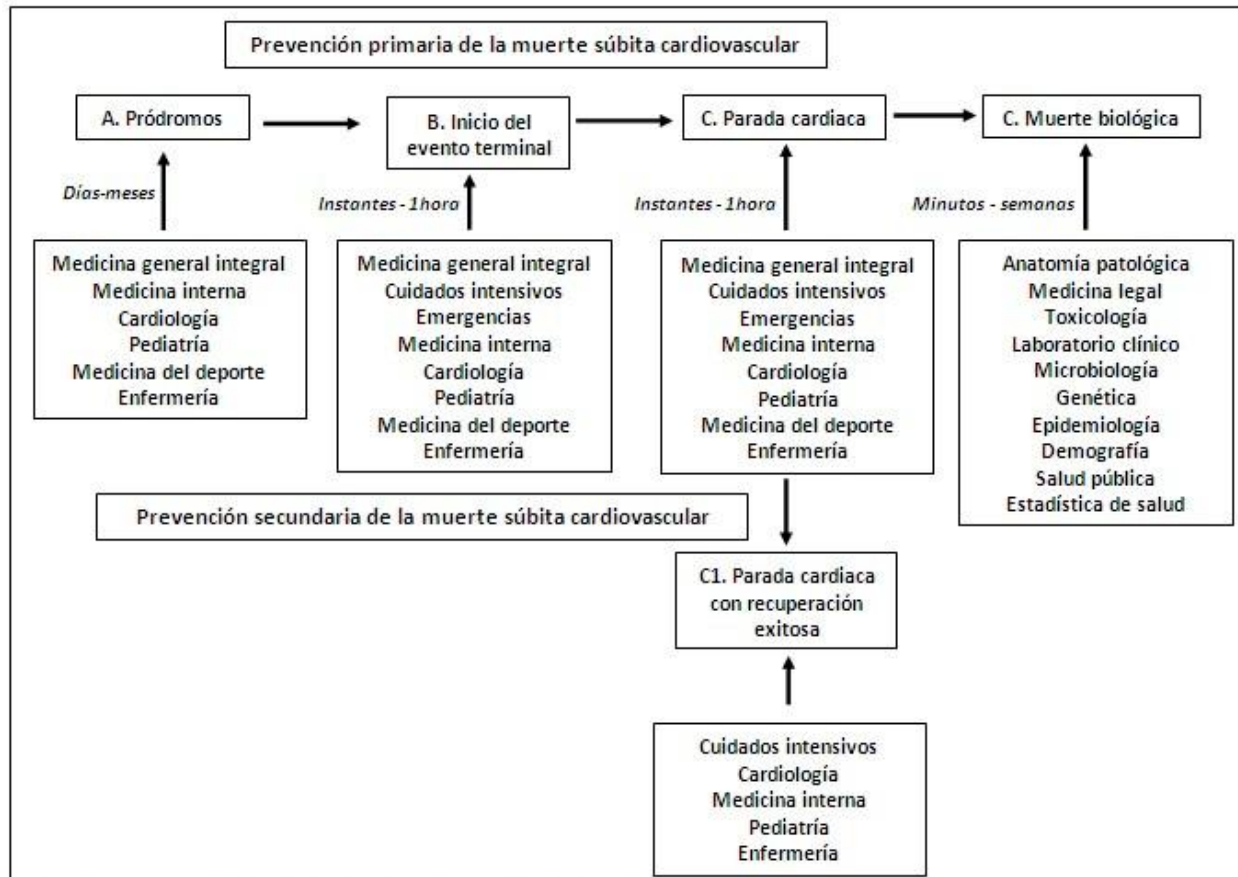 Prevención primaria de la muerte súbita cardiovascular
A. Pródromos
B. Inicio del
evento terminal
C. Parada cardiaca
C. Muerte biológica
Días-meses
Instantes - 1hora
Instantes - 1hora
Minutos - semanas
Medicina general integral
Medicina interna
Cardiología
Pediatría
Medicina del deporte
Enfermería
Medicina general integral
Cuidados intensivos
Emergencias
Medicina interna
Cardiología
Pediatría
Medicina del deporte
Enfermería
Medicina general integral
Cuidados intensivos
Emergencias
Medicina interna
Cardiología
Pediatría
Medicina del deporte
Enfermería
Anatomía patológica
Medicina legal
Toxicología
Laboratorio clínico
Microbiología
Genética
Epidemiología
Demografía
Salud pública
Estadística de salud
Prevención secundaria de la muerte súbita cardiovascular
C1. Parada cardiaca
con recuperación
exitosa
Cuidados intensivos
Cardiología
Medicina interna
Pediatría
Enfermería